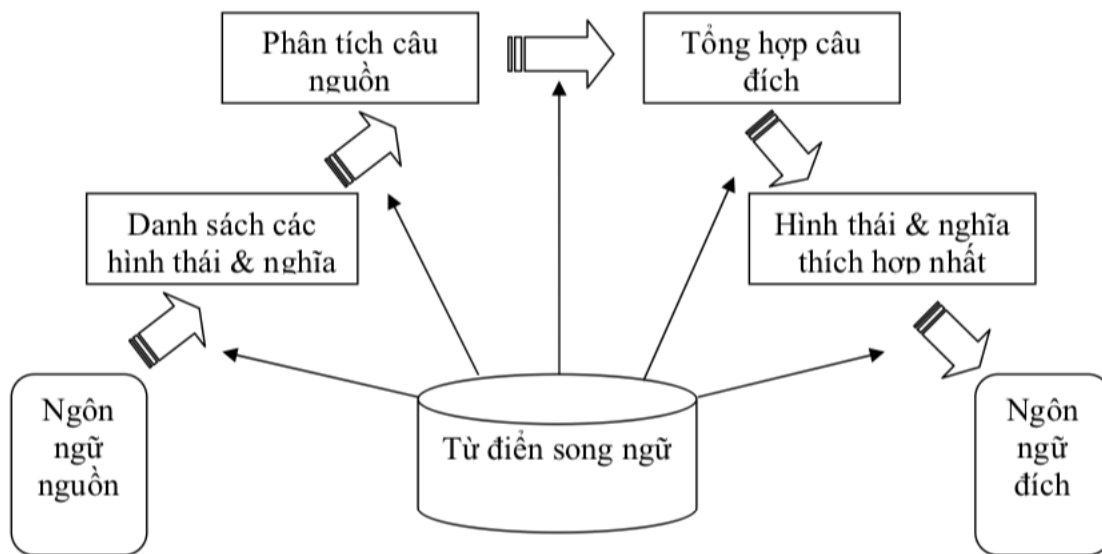 Phân tích câu
nguồn
Tổng hợp câu
đích
Danh sách các
hình thái & nghĩa
Hình thái & nghĩa
thích hợp nhất
Ngôn
ngữ
nguồn
Từ điển song ngữ
Ngôn
ngữ
đích